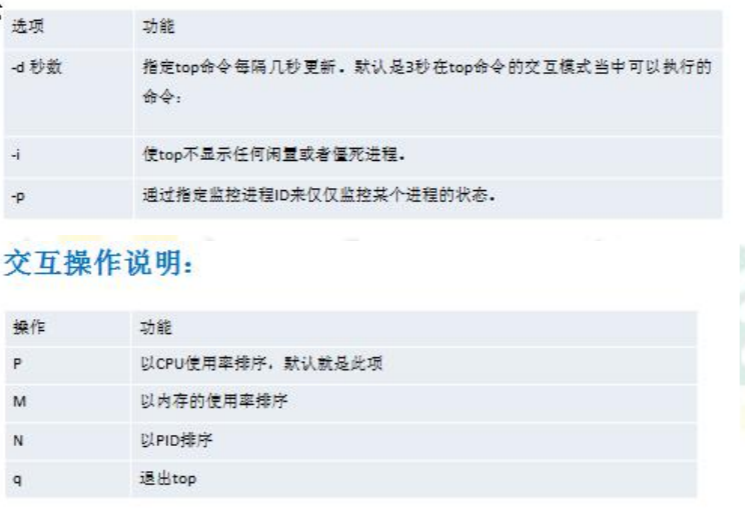 选项 功能
-d 秒数 指定top命令每隔几秒更新。默认是3秒在top命令的交互模式当中可以执行的
命令:
-i 使top不显示任何闲置或者僵死进程。
-p 通过指定监控进程ID来仅仅监控某个进程的状态。
交互操作说明:
操作 功能
P 以CPU使用率排序，默认就是此项
M 以内存的使用率排序
N 以PID排序
q 退出top